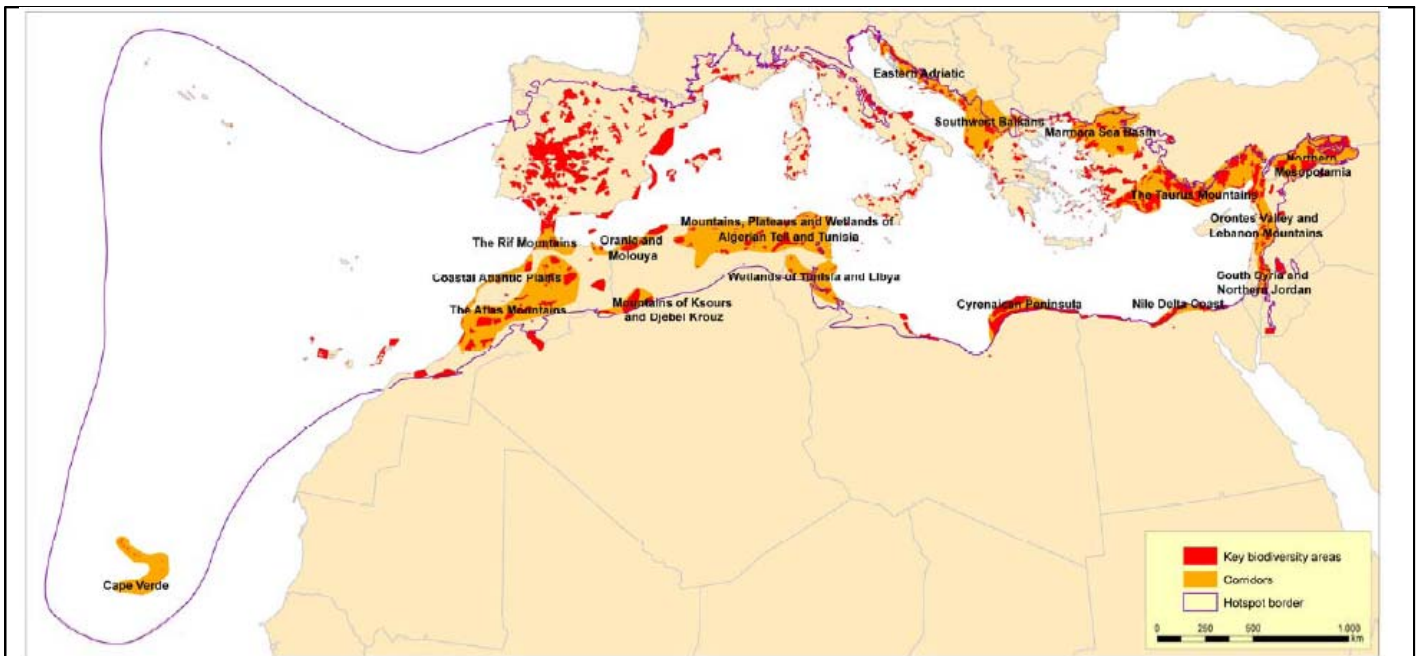 Eastern Adriatic
Southwest Balkans
Marmara Sea Basin
Northern
Mesopotamia
The Taurus Mountains
Orontes Valley and
Lebanon Mountains
South Syria and
Northern Jordan
Mountains, Plateaus and Wetlands of
Algerian Tell and Tunisia
The Rif Mountains
Oranie and
Molouya
Coastal Atlantic Plains
Wetlands of Tunisia and Libya
The Atlas Mountains
Mountains of Ksours
and Djebel Krouz
Cyrenaican Peninsula
Nile Delta Coast
Cape Verde
Key biodiversity areas
Corridors
Hotspot border
0 250 500 1.000
km